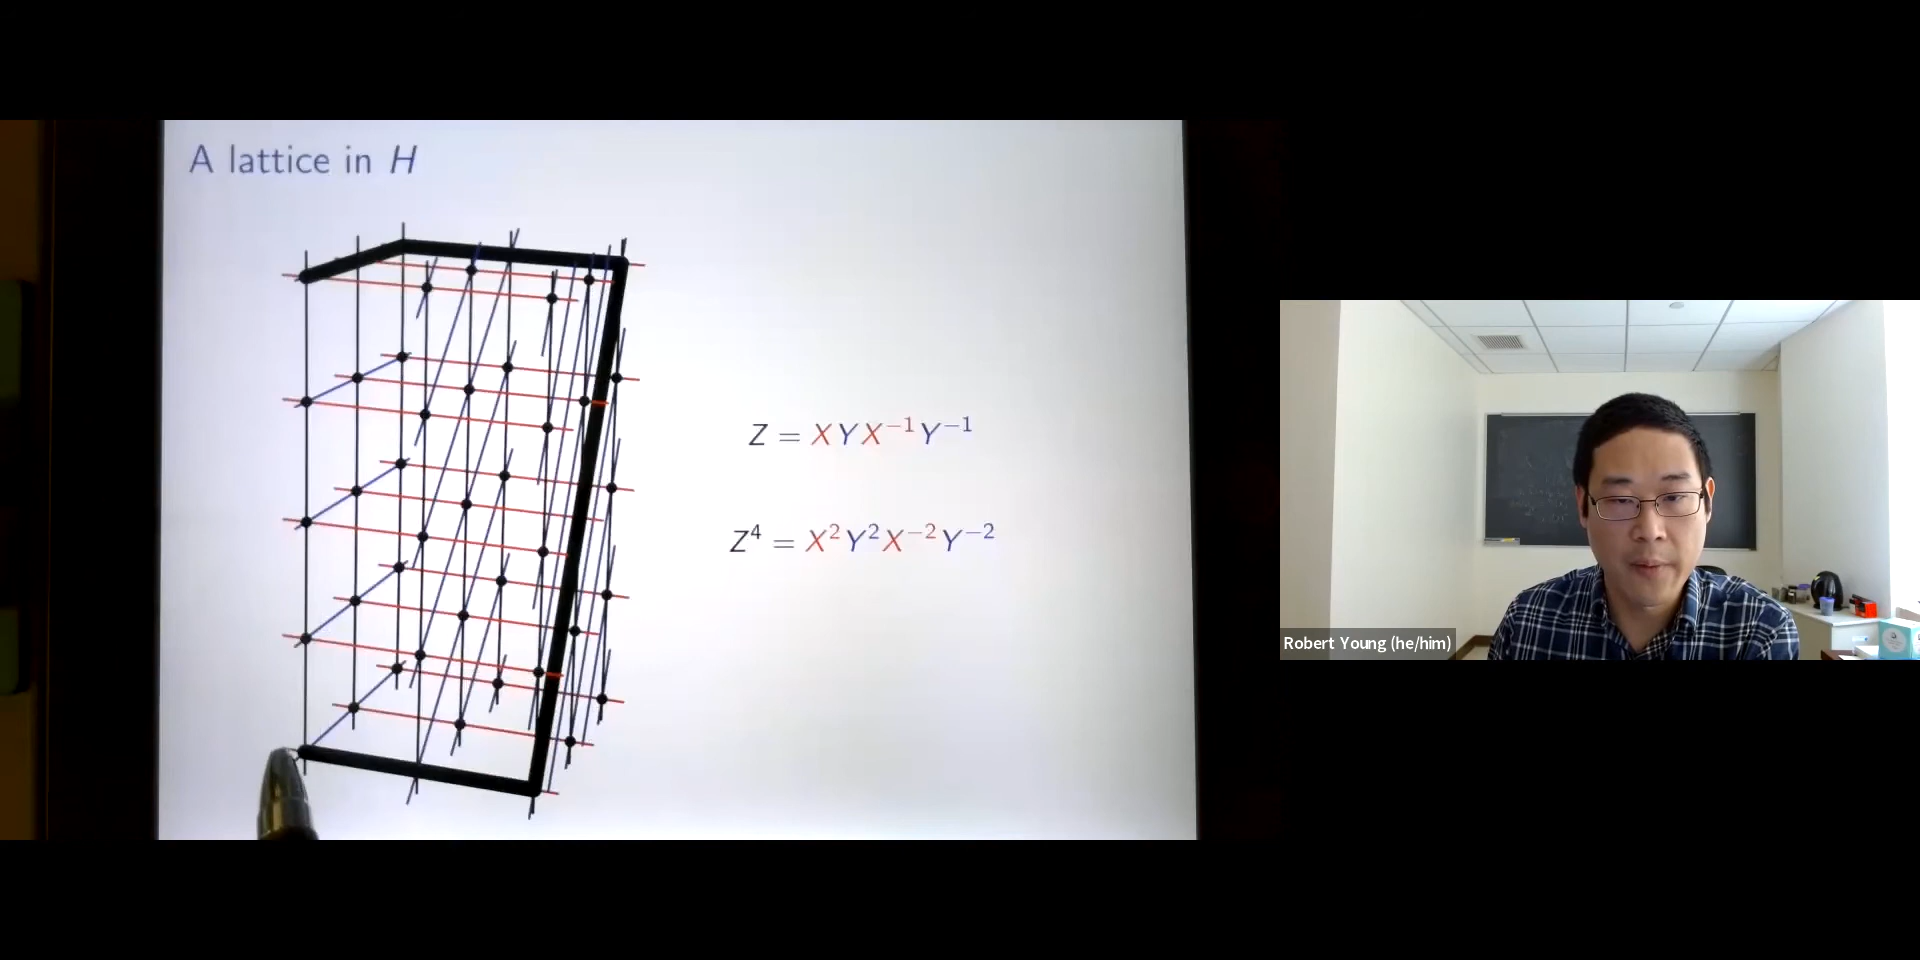 A lattice in H
Z = XYX⁻¹Y⁻¹
Z⁴ = X²Y²X⁻²Y⁻²
Robert Young (he/him)